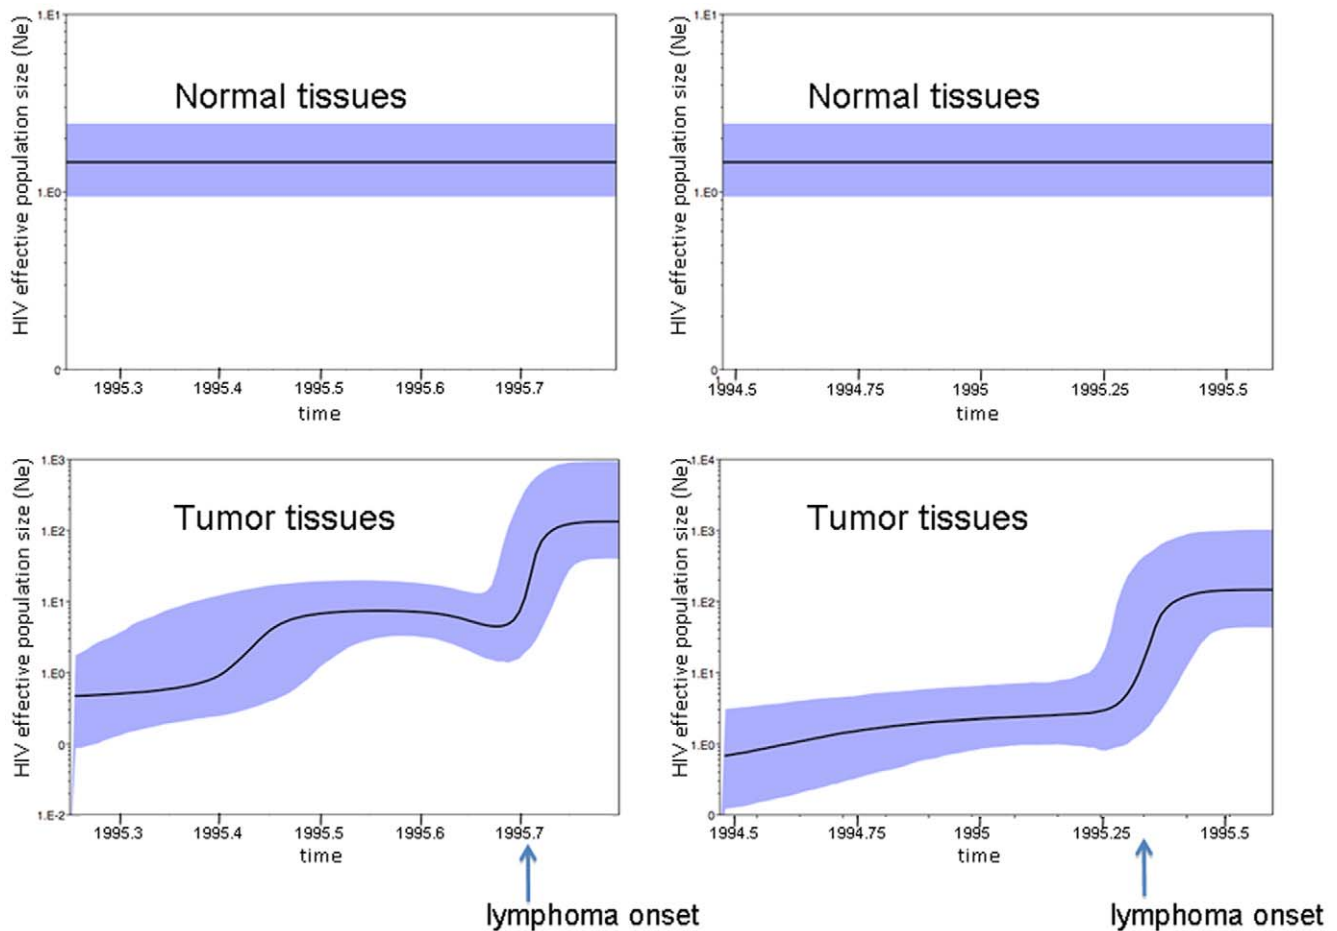 HIV effective population size (Ne)
1.E1
1.E0
0
Normal tissues
1995.3 1995.4 1995.5 1995.6 1995.7
time
HIV effective population size (Ne)
1.E1
1.E0
0
Normal tissues
1994.5 1994.75 1995 1995.25 1995.5
time
HIV effective population size (Ne)
1.E3
1.E2
1.E1
1.E0
0
1.E-2
Tumor tissues
1995.3 1995.4 1995.5 1995.6 1995.7
time
lymphoma onset
HIV effective population size (Ne)
1.E4
1.E3
1.E2
1.E1
1.E0
0
Tumor tissues
1994.5 1994.75 1995 1995.25 1995.5
time
lymphoma onset